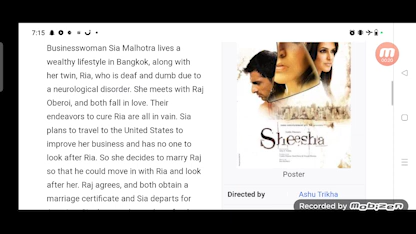 7:15
Businesswoman Sia Malhotra lives a
wealthy lifestyle in Bangkok, along with
her twin, Ria, who is deaf and dumb due to
a neurological disorder. She meets with Raj
Oberoi, and both fall in love. Their
endeavors to cure Ria are all in vain. Sia
plans to travel to the United States to
improve her business and has no one to
look after Ria. So she decides to marry Raj
so that he could move in with Ria and look
after her. Raj agrees, and both obtain a
marriage certificate and Sia departs for
Sheesha
Poster
Directed by
Ashu Trikha
Recorded by Mobizen